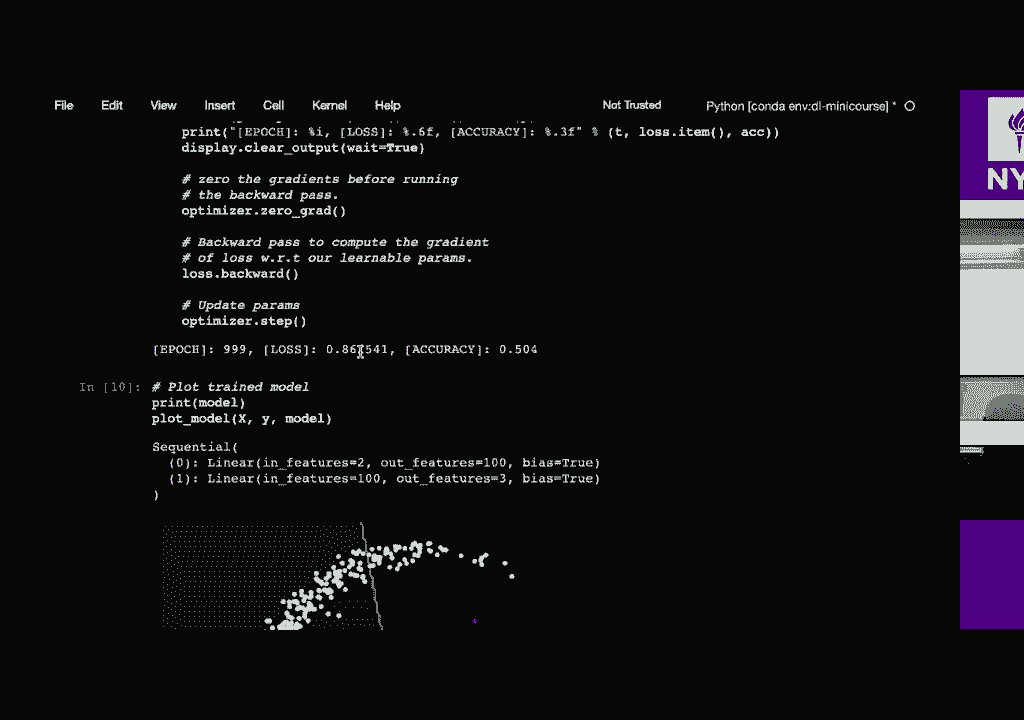 File Edit View Insert Cell Kernel Help Not Trusted Python [conda env:dl-minicourse] *
print("[EPOCH]: %i, [LOSS]: %.6f, [ACCURACY]: %.3f" % (t, loss.item(), acc))
display.clear_output(wait=True)
# zero the gradients before running
# the backward pass.
optimizer.zero_grad()
# Backward pass to compute the gradient
# of loss w.r.t our learnable params.
loss.backward()
# Update params
optimizer.step()
[EPOCH]: 999, [LOSS]: [ACCURACY]: 0.504
In [10]: # Plot trained model
print(model)
plot_model(X, y, model)
Sequential(
(0): Linear(in_features=2, out_features=100, bias=True)
(1): Linear(in_features=100, out_features=3, bias=True)
)
NY